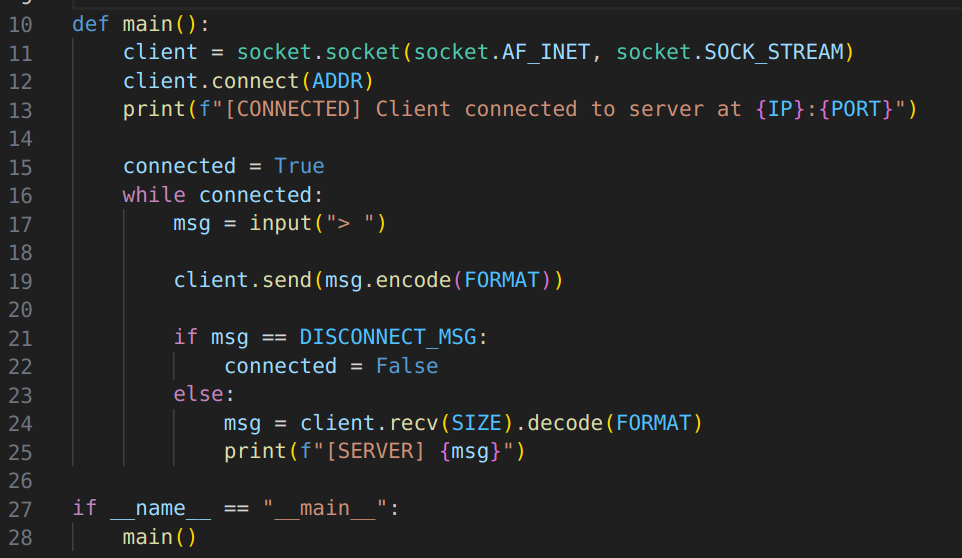 10 def main():
11     client = socket.socket(socket.AF_INET, socket.SOCK_STREAM)
12     client.connect(ADDR)
13     print(f"[CONNECTED] Client connected to server at {IP}:{PORT}")
14
15     connected = True
16     while connected:
17         msg = input("> ")
18
19         client.send(msg.encode(FORMAT))
20
21         if msg == DISCONNECT_MSG:
22             connected = False
23         else:
24             msg = client.recv(SIZE).decode(FORMAT)
25             print(f"[SERVER] {msg}")
26
27 if __name__ == "__main__":
28     main()